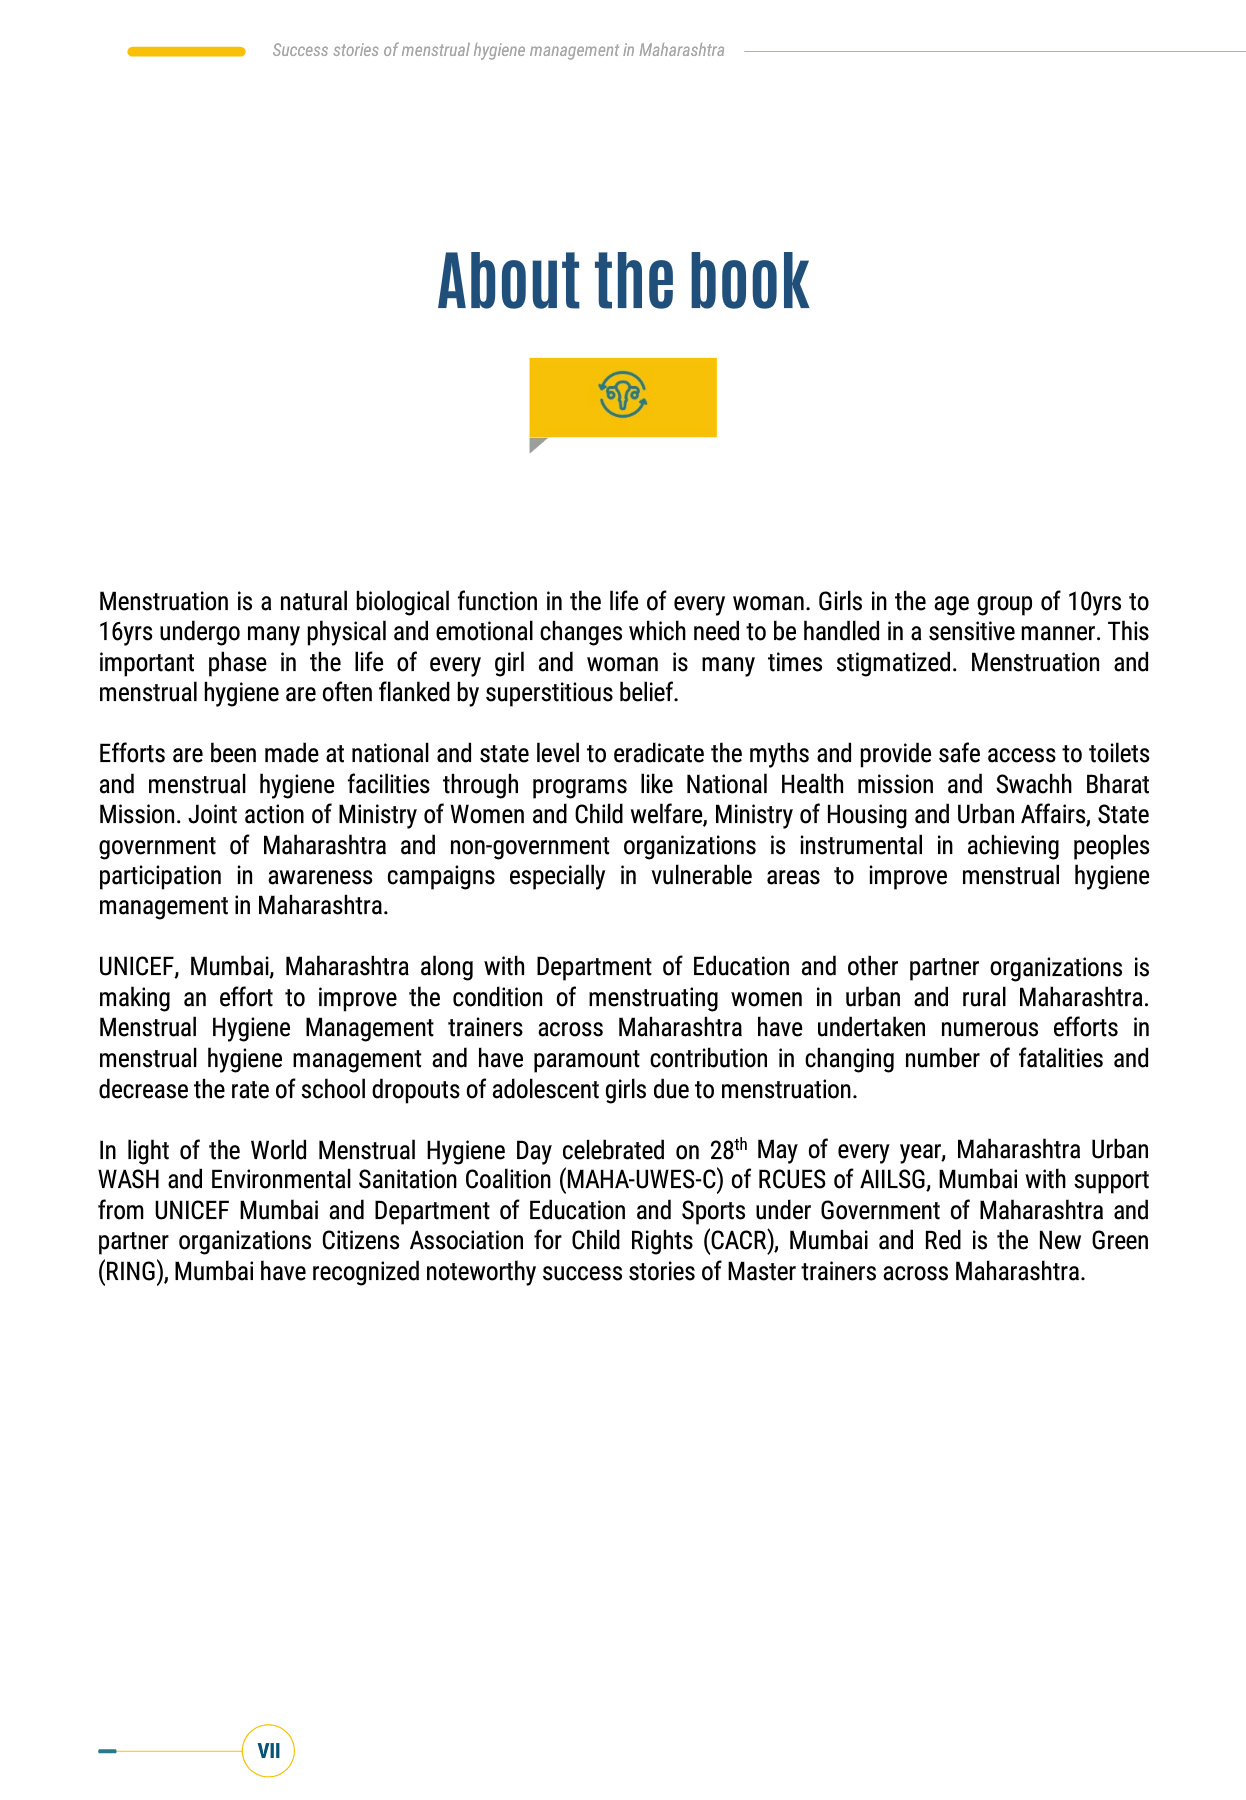 Success stories of menstrual hygiene management in Maharashtra
About the book
Menstruation is a natural biological function in the life of every woman. Girls in the age group of 10yrs to
16yrs undergo many physical and emotional changes which need to be handled in a sensitive manner. This
important phase in the life of every girl and woman is many times stigmatized. Menstruation and
menstrual hygiene are often flanked by superstitious belief.
Efforts are been made at national and state level to eradicate the myths and provide safe access to toilets
and menstrual hygiene facilities through programs like National Health mission and Swachh Bharat
Mission. Joint action of Ministry of Women and Child welfare, Ministry of Housing and Urban Affairs, State
government of Maharashtra and non-government organizations is instrumental in achieving peoples
participation in awareness campaigns especially in vulnerable areas to improve menstrual hygiene
management in Maharashtra.
UNICEF, Mumbai, Maharashtra along with Department of Education and other partner organizations is
making an effort to improve the condition of menstruating women in urban and rural Maharashtra.
Menstrual Hygiene Management trainers across Maharashtra have undertaken numerous efforts in
menstrual hygiene management and have paramount contribution in changing number of fatalities and
decrease the rate of school dropouts of adolescent girls due to menstruation.
In light of the World Menstrual Hygiene Day celebrated on 28th May of every year, Maharashtra Urban
WASH and Environmental Sanitation Coalition (MAHA-UWES-C) of RCUES of AIILSG, Mumbai with support
from UNICEF Mumbai and Department of Education and Sports under Government of Maharashtra and
partner organizations Citizens Association for Child Rights (CACR), Mumbai and Red is the New Green
(RING), Mumbai have recognized noteworthy success stories of Master trainers across Maharashtra.
VII